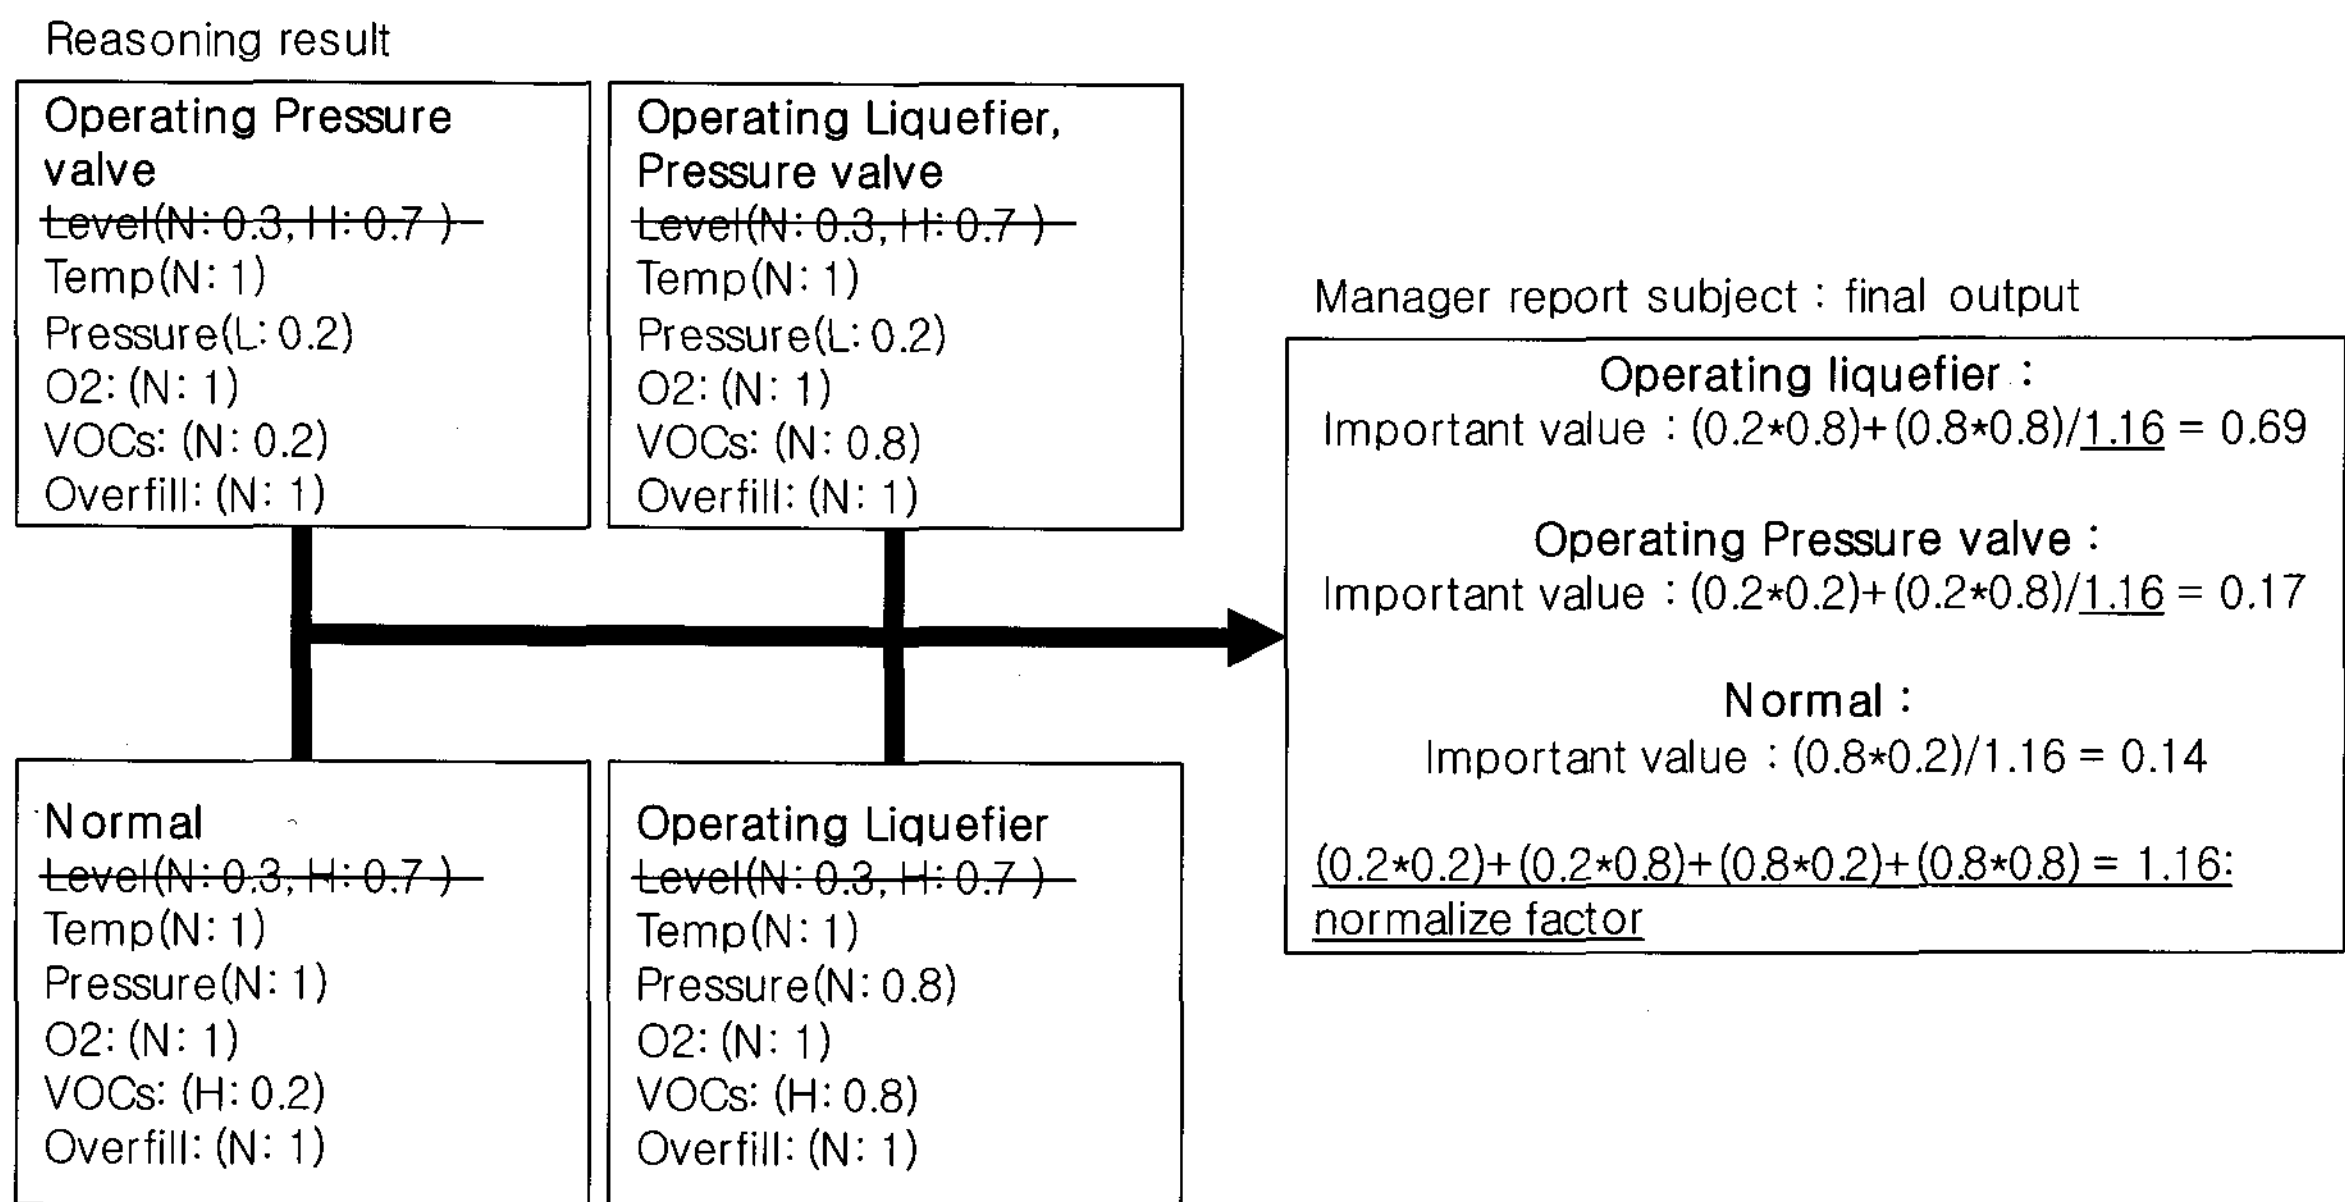 Reasoning result
Operating Pressure
valve
Level(N: 0.3, H: 0.7 )
Temp(N: 1)
Pressure(L: 0.2)
O2: (N: 1)
VOCs: (N: 0.2)
Overfill: (N: 1)
Operating Liquefier,
Pressure valve
Level(N: 0.3, H: 0.7 )
Temp(N: 1)
Pressure(L: 0.2)
O2: (N: 1)
VOCs: (N: 0.8)
Overfill: (N: 1)
Normal
Level(N: 0.3, H: 0.7 )
Temp(N: 1)
Pressure(N: 1)
O2: (N: 1)
VOCs: (H: 0.2)
Overfill: (N: 1)
Operating Liquefier
Level(N: 0.3, H: 0.7 )
Temp(N: 1)
Pressure(N: 0.8)
O2: (N: 1)
VOCs: (H: 0.8)
Overfill: (N: 1)
Manager report subject : final output
Operating liquefier :
Important value : (0.2*0.8)+(0.8*0.8)/1.16 = 0.69
Operating Pressure valve :
Important value : (0.2*0.2)+(0.2*0.8)/1.16 = 0.17
Normal :
Important value : (0.8*0.2)/1.16 = 0.14
(0.2*0.2)+(0.2*0.8)+(0.8*0.2)+(0.8*0.8) = 1.16:
normalize factor